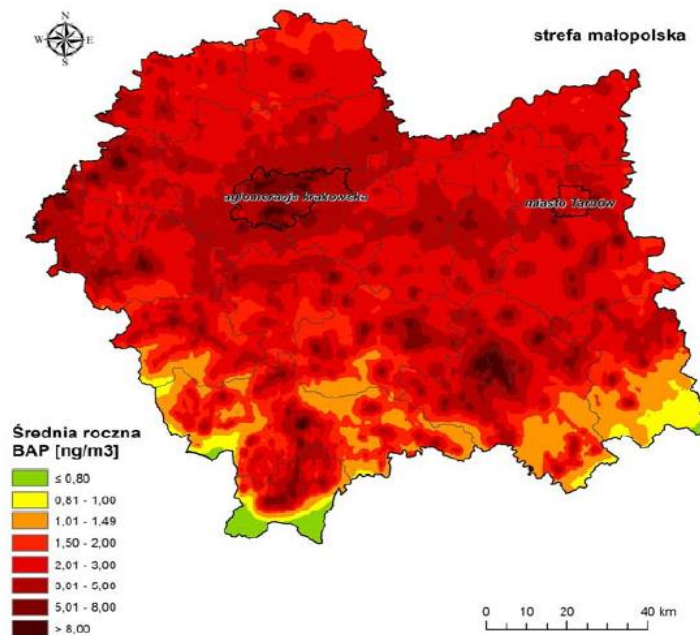 N
W E
S
strefa małopolska
aglomeracja krakowska
miasto Tarnów
Średnia roczna
BAP [ng/m3]
≤ 0,80
0,81 - 1,00
1,01 - 1,49
1,50 - 2,00
2,01 - 3,00
3,01 - 5,00
5,01 - 8,00
> 8,00
0 10 20 40 km